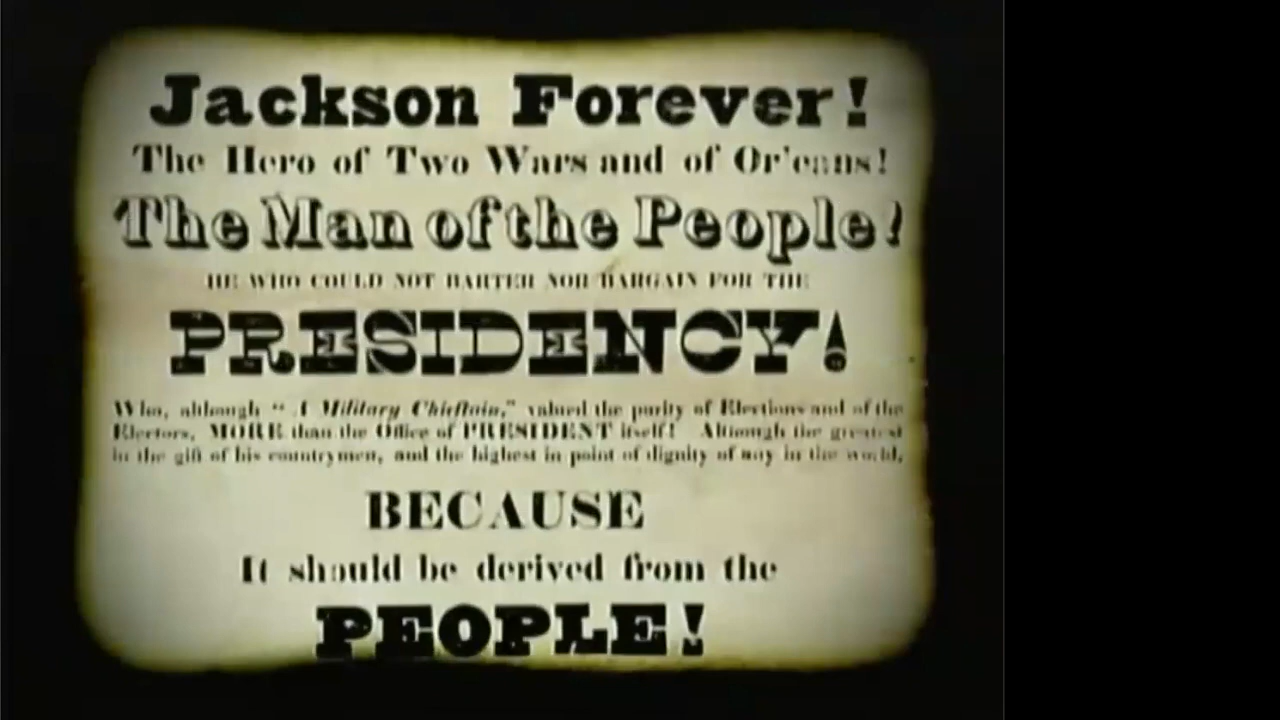 Jackson Forever!
The Hero of Two Wars and of Orleans!
The Man of the People!
HE WHO COULD NOT BARTER NOR BARGAIN FOR THE
PRESIDENCY!
Who, although "A Military Chieftain," valued the purity of Elections and of the
Electors, MORE than the Office of PRESIDENT itself! Although the greatest
in the gift of his countrymen, and the highest in point of dignity of any in the world,
BECAUSE
It should be derived from the
PEOPLE!